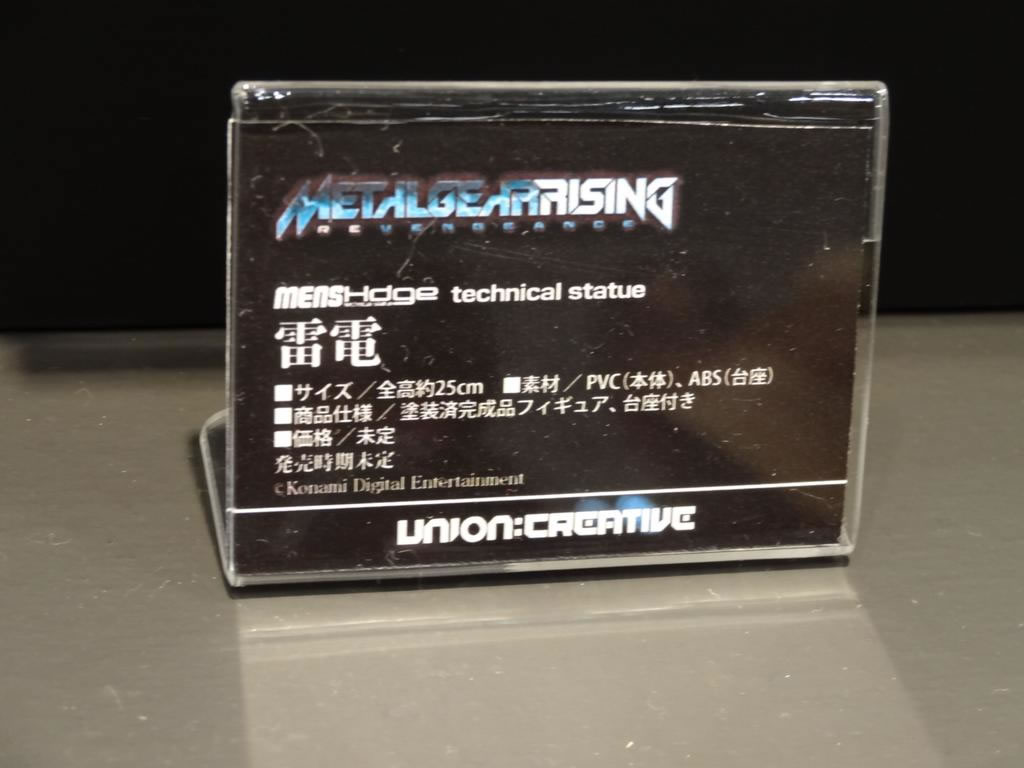 METAL GEAR RISING
REVENGEANCE
MENSHdge technical statue
雷電
■サイズ／全高約25cm ■素材／PVC(本体)、ABS(台座)
■商品仕様／塗装済完成品フィギュア、台座付き
■価格／未定
発売時期未定
©Konami Digital Entertainment
UNION:CREATIVE